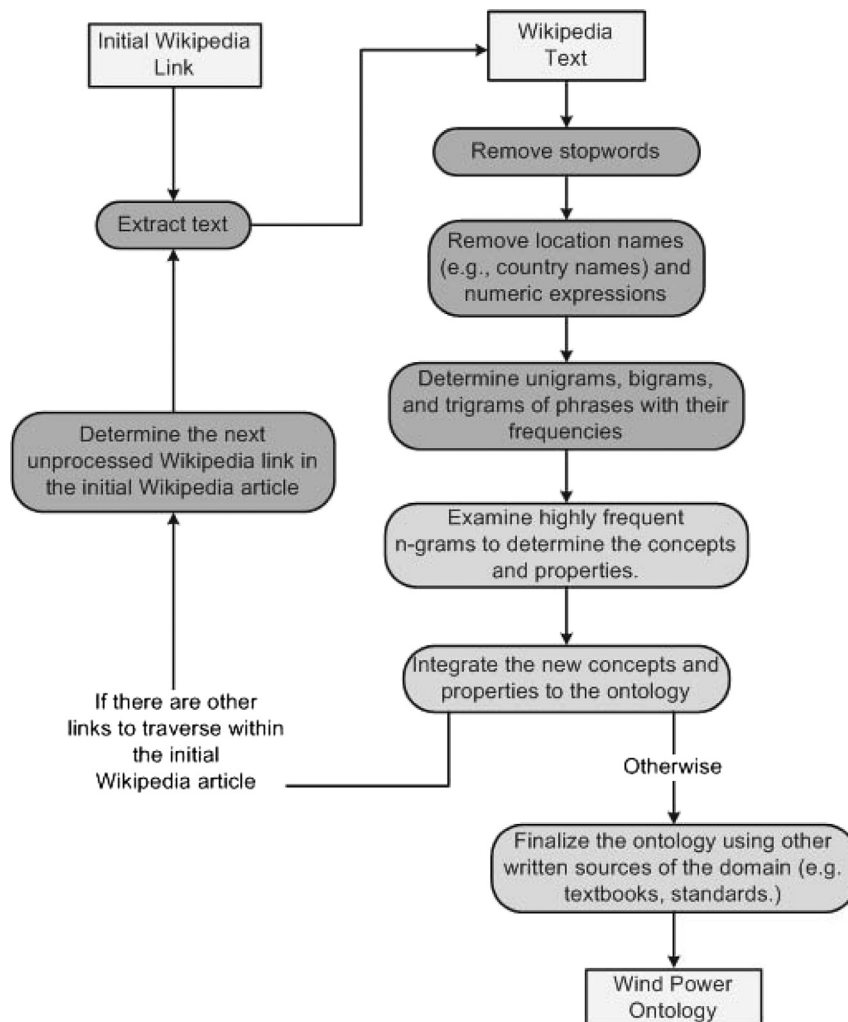 Initial Wikipedia
Link
Wikipedia
Text
Remove stopwords
Extract text
Remove location names
(e.g., country names) and
numeric expressions
Determine unigrams, bigrams,
and trigrams of phrases with their
frequencies
Determine the next
unprocessed Wikipedia link in
the initial Wikipedia article
Examine highly frequent
n-grams to determine the concepts
and properties.
Integrate the new concepts and
properties to the ontology
If there are other
links to traverse within
the initial
Wikipedia article
Otherwise
Finalize the ontology using other
written sources of the domain (e.g.
textbooks, standards.)
Wind Power
Ontology